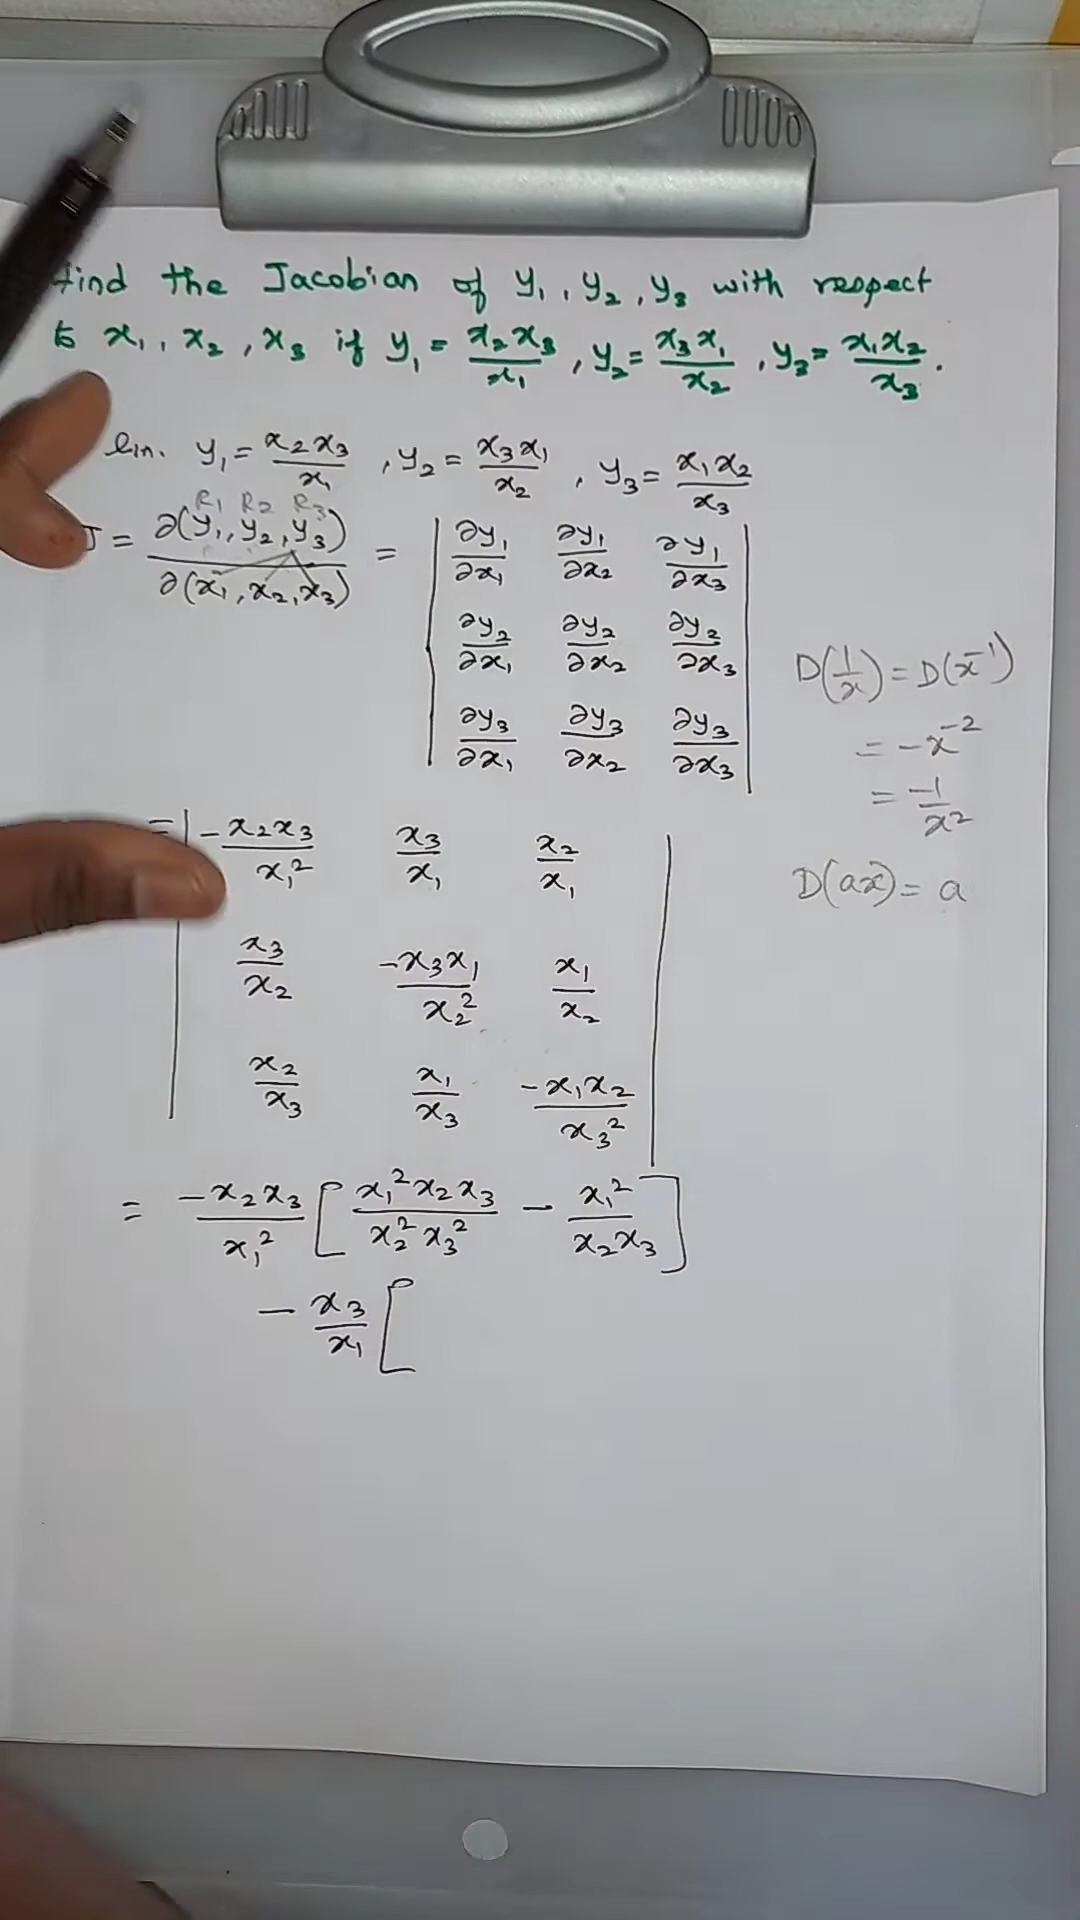 find the Jacobian of y₁, y₂, y₃ with respect
to x₁, x₂, x₃ if y₁ = x₂x₃/x₁, y₂ = x₃x₁/x₂, y₃ = x₁x₂/x₃.
y₁ = x₂x₃/x₁, y₂ = x₃x₁/x₂, y₃ = x₁x₂/x₃
R₁ R₂ R₃
J = ∂(y₁, y₂, y₃)/∂(x₁, x₂, x₃) = | ∂y₁/∂x₁ ∂y₁/∂x₂ ∂y₁/∂x₃
∂y₂/∂x₁ ∂y₂/∂x₂ ∂y₂/∂x₃
∂y₃/∂x₁ ∂y₃/∂x₂ ∂y₃/∂x₃ |
D(1/x) = D(x⁻¹)
= -x⁻²
= -1/x²
D(ax) = a
= | -x₂x₃/x₁² x₃/x₁ x₂/x₁
x₃/x₂ -x₃x₁/x₂² x₁/x₂
x₂/x₃ x₁/x₃ -x₁x₂/x₃² |
= -x₂x₃/x₁² [ x₁²x₂x₃/x₂²x₃² - x₁²/x₂x₃ ]
- x₃/x₁ [